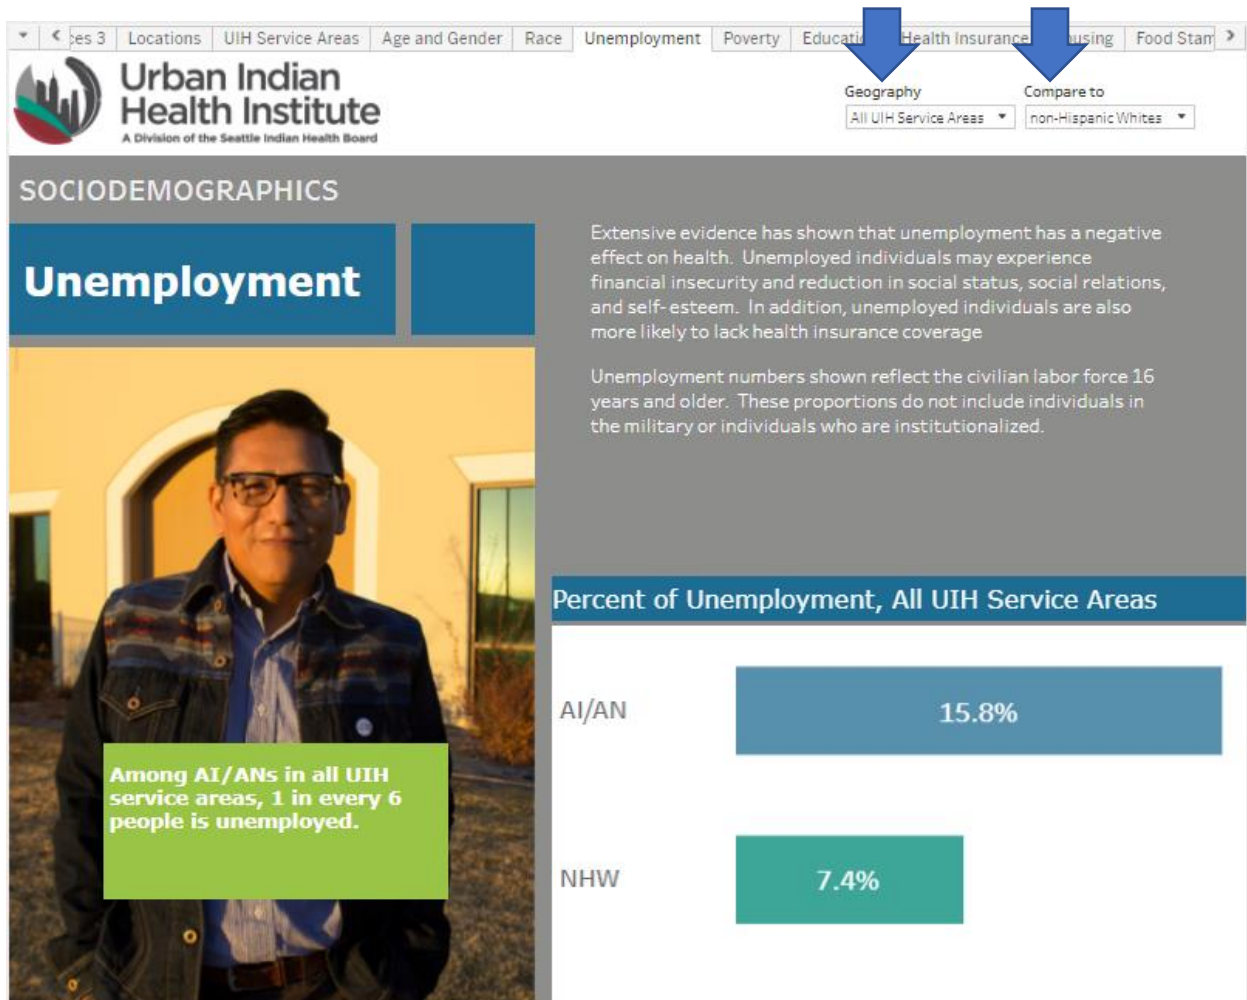 ces 3 Locations UIH Service Areas Age and Gender Race Unemployment Poverty Health Insurance Food Stam
Urban Indian
Health Institute
A Division of the Seattle Indian Health Board
Geography Compare to
All UIH Service Areas non-Hispanic Whites
SOCIODEMOGRAPHICS
Unemployment
Extensive evidence has shown that unemployment has a negative
effect on health. Unemployed individuals may experience
financial insecurity and reduction in social status, social relations,
and self-esteem. In addition, unemployed individuals are also
more likely to lack health insurance coverage
Unemployment numbers shown reflect the civilian labor force 16
years and older. These proportions do not include individuals in
the military or individuals who are institutionalized.
Among AI/ANs in all UIH
service areas, 1 in every 6
people is unemployed.
Percent of Unemployment, All UIH Service Areas
AI/AN 15.8%
NHW 7.4%